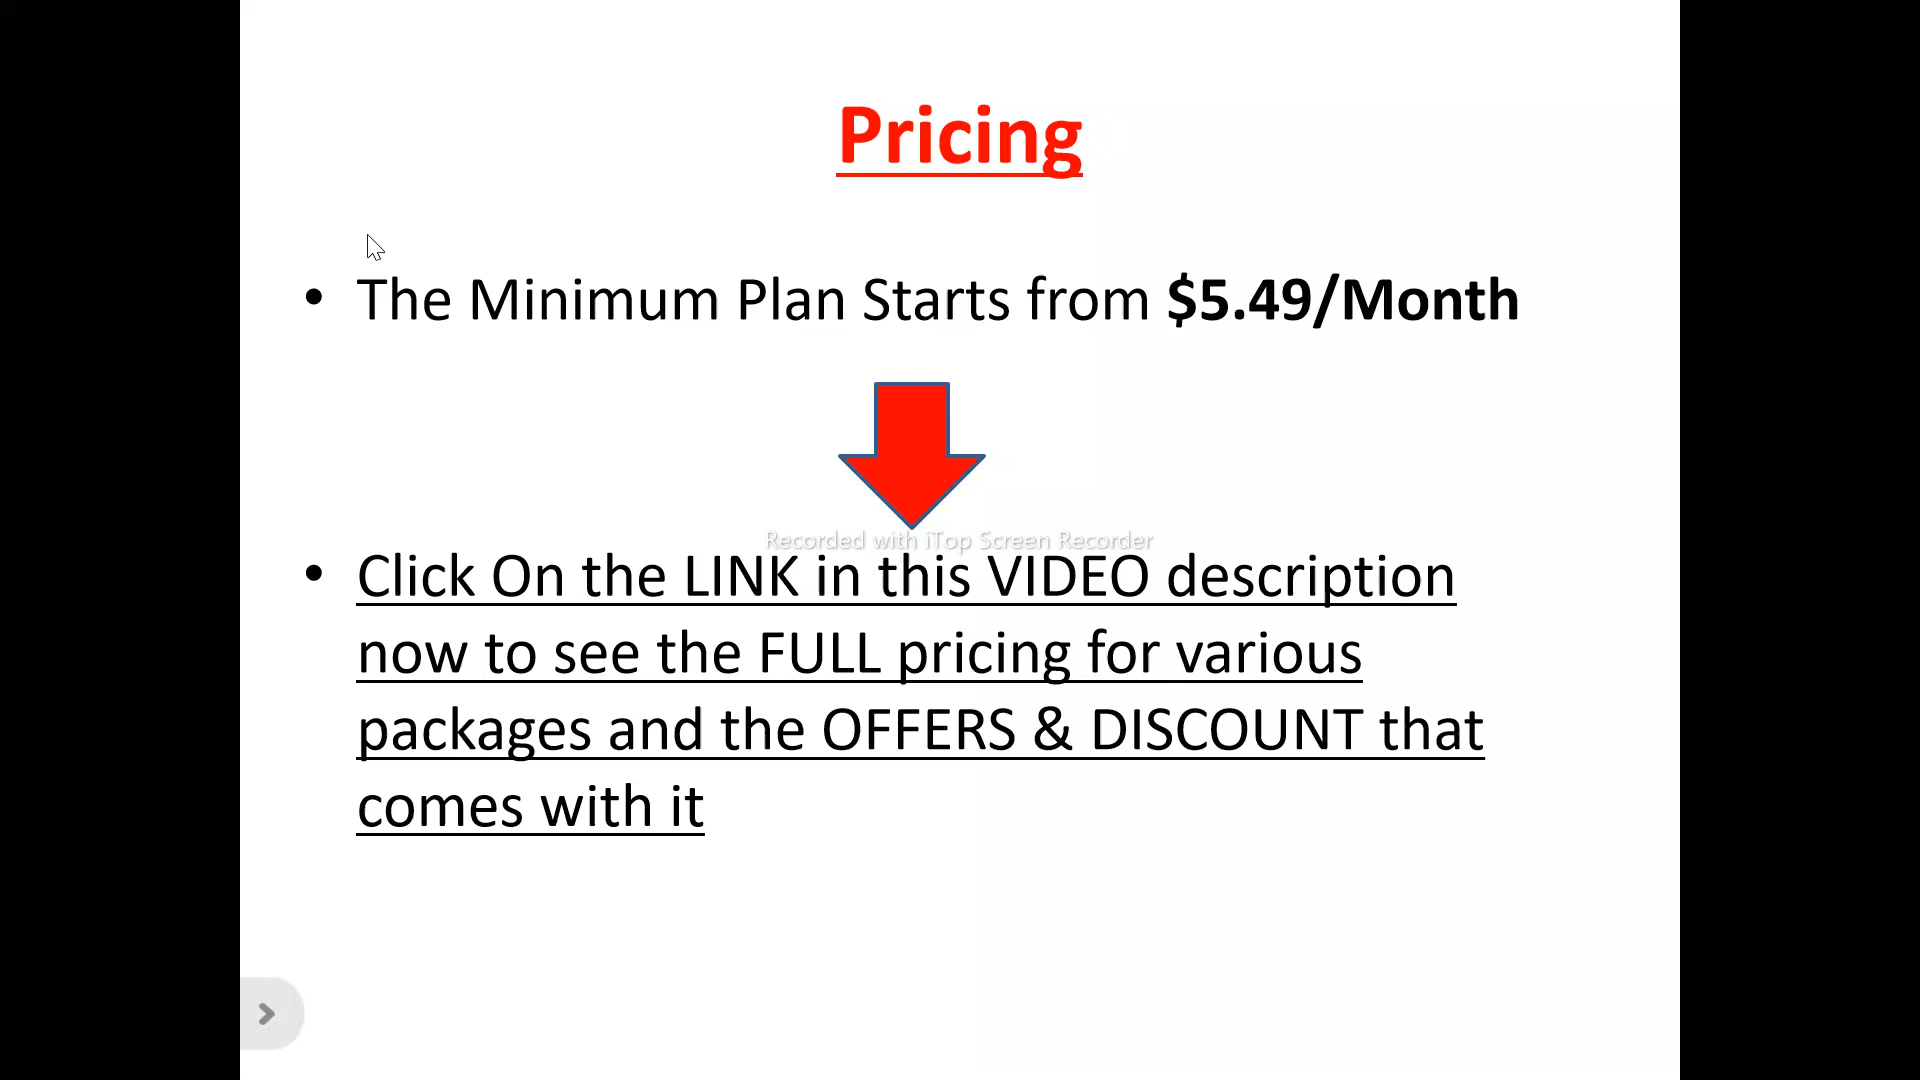 Pricing
• The Minimum Plan Starts from $5.49/Month
Recorded with iTop Screen Recorder
• Click On the LINK in this VIDEO description
now to see the FULL pricing for various
packages and the OFFERS & DISCOUNT that
comes with it